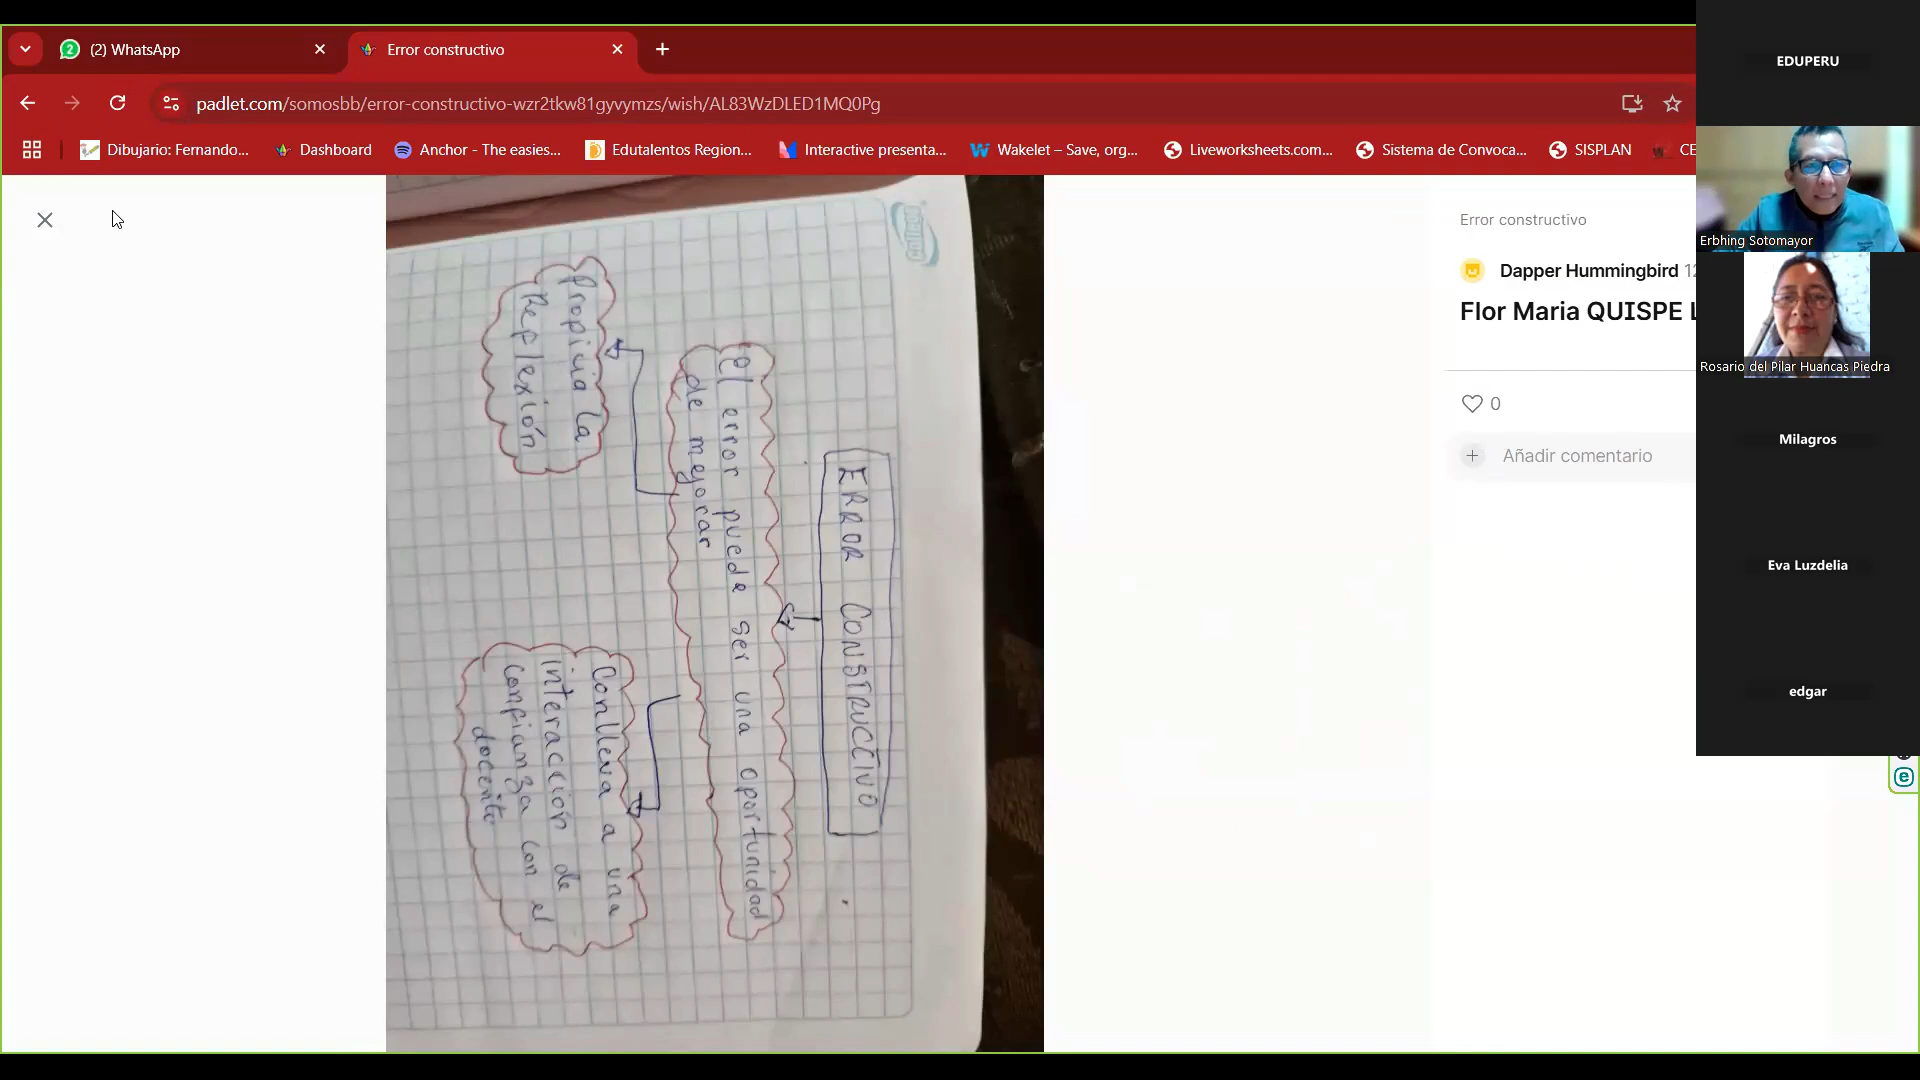 (2) WhatsApp
Error constructivo
padlet.com/somosbb/error-constructivo-wzr2tkw81gyvymzs/wish/AL83WzDLED1MQ0Pg
Dibujario: Fernando...
Dashboard
Anchor - The easies...
Edutalentos Region...
Interactive presenta...
Wakelet – Save, org...
Liveworksheets.com...
Sistema de Convoca...
SISPLAN
CE
College
ERROR CONSTRUCTIVO
El error puede ser una oportunidad
de mejorar
Propicia la
Reflexión
Conlleva a una
interacción de
confianza con el
docente
Error constructivo
Dapper Hummingbird 12
Flor Maria QUISPE L
0
Añadir comentario
EDUPERU
Erbhing Sotomayor
Rosario del Pilar Huancas Piedra
Milagros
Eva Luzdelia
edgar